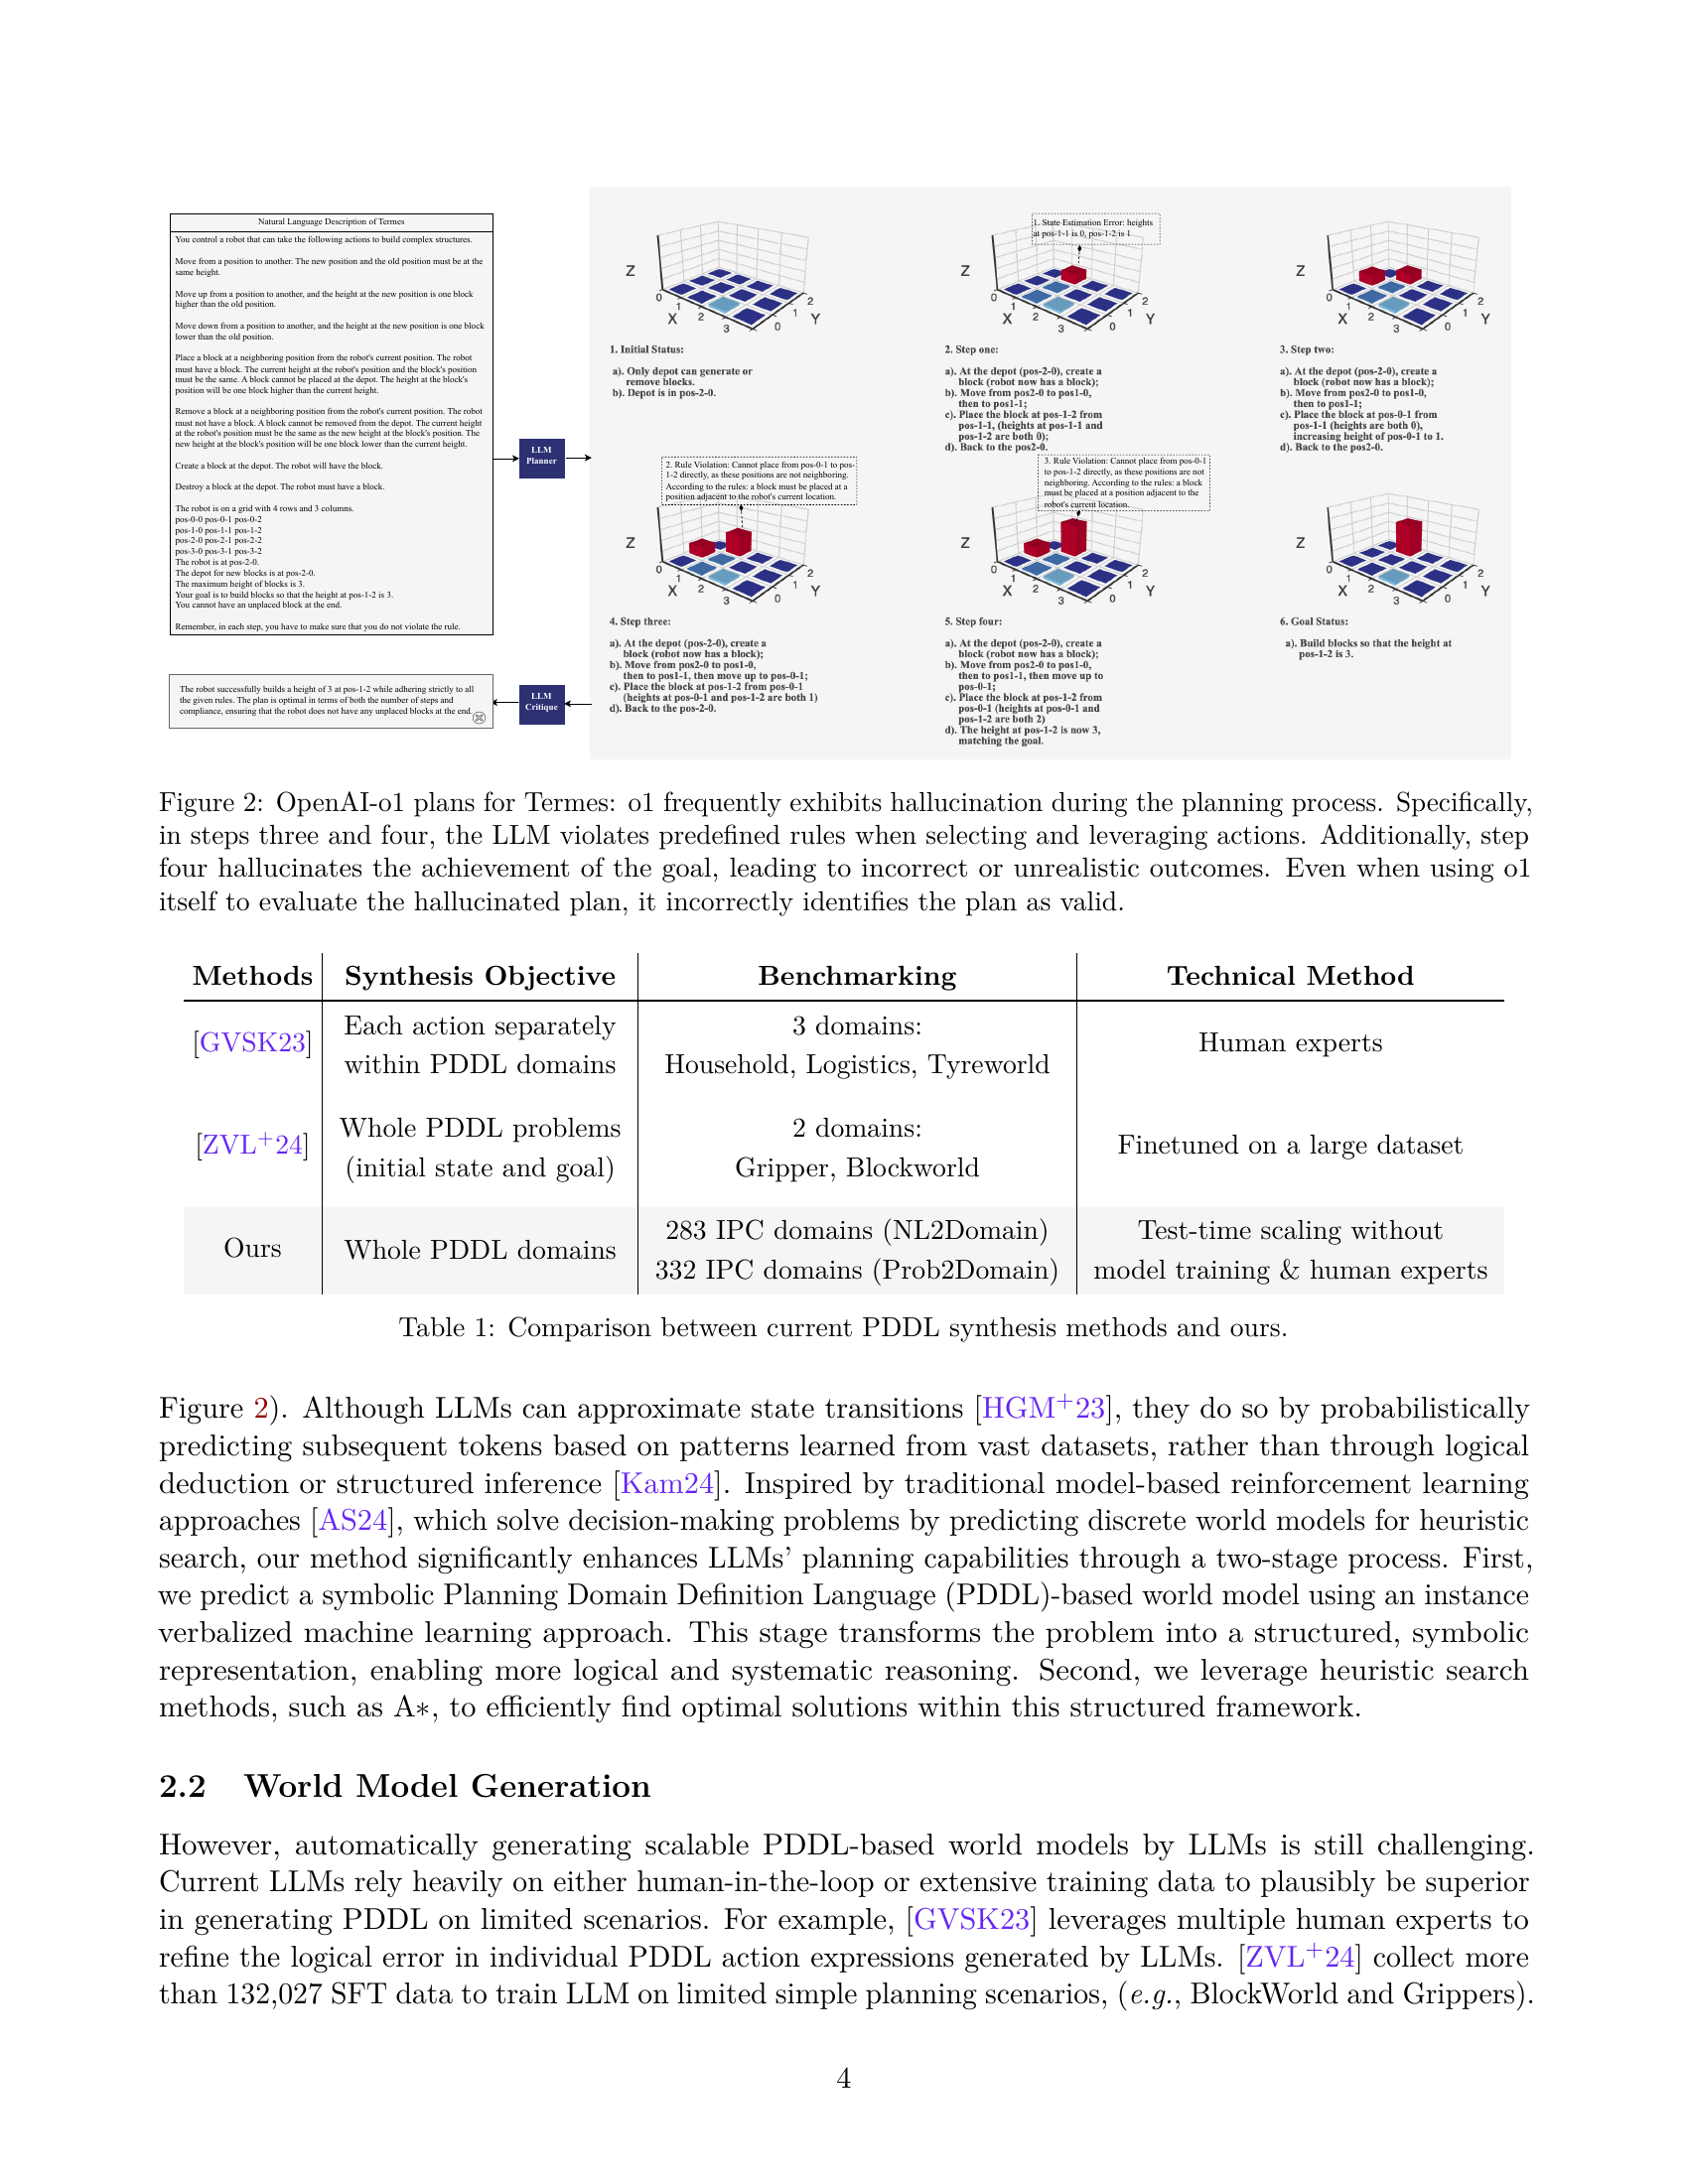 Natural Language Description of Termes
You control a robot that can take the following actions to build complex structures.
Move from a position to another. The new position and the old position must be at the
same height.
Move up from a position to another, and the height at the new position is one block
higher than the old position.
Move down from a position to another, and the height at the new position is one block
lower than the old position.
Place a block at a neighboring position from the robot's current position. The robot
must have a block. The current height at the robot's position and the block's position
must be the same. A block cannot be placed at the depot. The height at the block's
position will be one block higher than the current height.
Remove a block at a neighboring position from the robot's current position. The robot
must not have a block. A block cannot be removed from the depot. The current height
at the robot's position must be the same as the new height at the block's position. The
new height at the block's position will be one block lower than the current height.
Create a block at the depot. The robot will have the block.
Destroy a block at the depot. The robot must have a block.
The robot is on a grid with 4 rows and 3 columns.
pos-0-0 pos-0-1 pos-0-2
pos-1-0 pos-1-1 pos-1-2
pos-2-0 pos-2-1 pos-2-2
pos-3-0 pos-3-1 pos-3-2
The robot is at pos-2-0.
The depot for new blocks is at pos-2-0.
The maximum height of blocks is 3.
Your goal is to build blocks so that the height at pos-1-2 is 3.
You cannot have an unplaced block at the end.
Remember, in each step, you have to make sure that you do not violate the rule.
LLM
Planner
Z
0
1
2
3
X
0
1
2
Y
1. Initial Status:
a). Only depot can generate or
remove blocks.
b). Depot is in pos-2-0.
1. State Estimation Error: heights
at pos-1-1 is 0, pos-1-2 is 1
Z
0
1
2
3
X
0
1
2
Y
2. Step one:
a). At the depot (pos-2-0), create a
block (robot now has a block);
b). Move from pos2-0 to pos1-0,
then to pos1-1;
c). Place the block at pos-1-2 from
pos-1-1, (heights at pos-1-1 and
pos-1-2 are both 0);
d). Back to the pos2-0.
Z
0
1
2
3
X
0
1
2
Y
3. Step two:
a). At the depot (pos-2-0), create a
block (robot now has a block);
b). Move from pos2-0 to pos1-0,
then to pos1-1;
c). Place the block at pos-0-1 from
pos-1-1 (heights are both 0),
increasing height of pos-0-1 to 1.
d). Back to the pos2-0.
2. Rule Violation: Cannot place from pos-0-1 to pos-
1-2 directly, as these positions are not neighboring.
According to the rules: a block must be placed at a
position adjacent to the robot's current location.
Z
0
1
2
3
X
0
1
2
Y
4. Step three:
a). At the depot (pos-2-0), create a
block (robot now has a block);
b). Move from pos2-0 to pos1-0,
then to pos1-1, then move up to pos-0-1;
c). Place the block at pos-1-2 from pos-0-1
(heights at pos-0-1 and pos-1-2 are both 1)
d). Back to the pos-2-0.
3. Rule Violation: Cannot place from pos-0-1
to pos-1-2 directly, as these positions are not
neighboring. According to the rules: a block
must be placed at a position adjacent to the
robot's current location.
Z
0
1
2
3
X
0
1
2
Y
5. Step four:
a). At the depot (pos-2-0), create a
block (robot now has a block);
b). Move from pos2-0 to pos1-0,
then to pos1-1, then move up to
pos-0-1;
c). Place the block at pos-1-2 from
pos-0-1 (heights at pos-0-1 and
pos-1-2 are both 2)
d). The height at pos-1-2 is now 3,
matching the goal.
Z
0
1
2
3
X
0
1
2
Y
6. Goal Status:
a). Build blocks so that the height at
pos-1-2 is 3.
LLM
Critique
The robot successfully builds a height of 3 at pos-1-2 while adhering strictly to all
the given rules. The plan is optimal in terms of both the number of steps and
compliance, ensuring that the robot does not have any unplaced blocks at the end.
Figure 2: OpenAI-o1 plans for Termes: o1 frequently exhibits hallucination during the planning process. Specifically,
in steps three and four, the LLM violates predefined rules when selecting and leveraging actions. Additionally, step
four hallucinates the achievement of the goal, leading to incorrect or unrealistic outcomes. Even when using o1
itself to evaluate the hallucinated plan, it incorrectly identifies the plan as valid.
Methods Synthesis Objective Benchmarking Technical Method
[GVSK23] Each action separately within PDDL domains 3 domains: Household, Logistics, Tyreworld Human experts
[ZVL+24] Whole PDDL problems (initial state and goal) 2 domains: Gripper, Blockworld Finetuned on a large dataset
Ours Whole PDDL domains 283 IPC domains (NL2Domain) 332 IPC domains (Prob2Domain) Test-time scaling without model training & human experts
Table 1: Comparison between current PDDL synthesis methods and ours.
Figure 2). Although LLMs can approximate state transitions [HGM+23], they do so by probabilistically
predicting subsequent tokens based on patterns learned from vast datasets, rather than through logical
deduction or structured inference [Kam24]. Inspired by traditional model-based reinforcement learning
approaches [AS24], which solve decision-making problems by predicting discrete world models for heuristic
search, our method significantly enhances LLMs' planning capabilities through a two-stage process. First,
we predict a symbolic Planning Domain Definition Language (PDDL)-based world model using an instance
verbalized machine learning approach. This stage transforms the problem into a structured, symbolic
representation, enabling more logical and systematic reasoning. Second, we leverage heuristic search
methods, such as A∗, to efficiently find optimal solutions within this structured framework.
2.2 World Model Generation
However, automatically generating scalable PDDL-based world models by LLMs is still challenging.
Current LLMs rely heavily on either human-in-the-loop or extensive training data to plausibly be superior
in generating PDDL on limited scenarios. For example, [GVSK23] leverages multiple human experts to
refine the logical error in individual PDDL action expressions generated by LLMs. [ZVL+24] collect more
than 132,027 SFT data to train LLM on limited simple planning scenarios, (e.g., BlockWorld and Grippers).
4